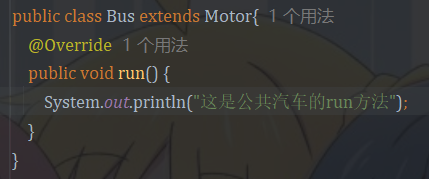 public class Bus extends Motor{ 1 个用法
@Override 1 个用法
public void run() {
System.out.println("这是公共汽车的run方法");
}
}